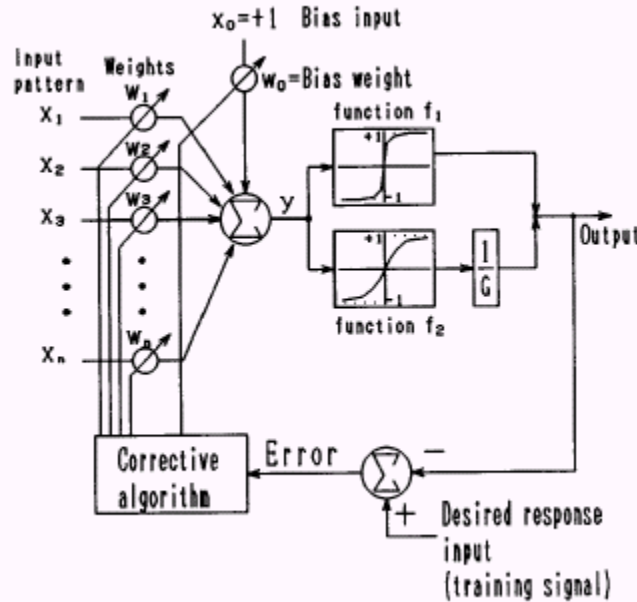 x₀=+1 Bias input
Input pattern
Weights
w₀=Bias weight
W₁
X₁
W₂
X₂
W₃
X₃
Wₙ
Xₙ
Σ
y
function f₁
+1
-1
+1
-1
function f₂
1
G
Output
Corrective
algorithm
Error
Σ
−
+
Desired response
input
(training signal)